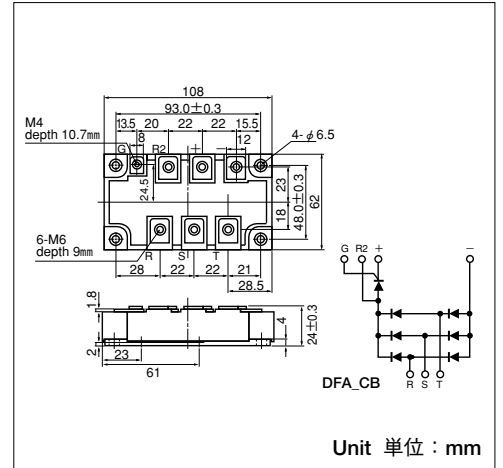 108
93.0±0.3
13.5 20 22 22 15.5
M4
depth 10.7mm
8
4-φ6.5
12
G R2 + −
24.5
23
18
48.0±0.3
62
6-M6
depth 9mm
R S T
28 22 22 21
28.5
1.8
2
23
61
4
24±0.3
G R2 + −
R S T
DFA_CB
Unit 単位：mm